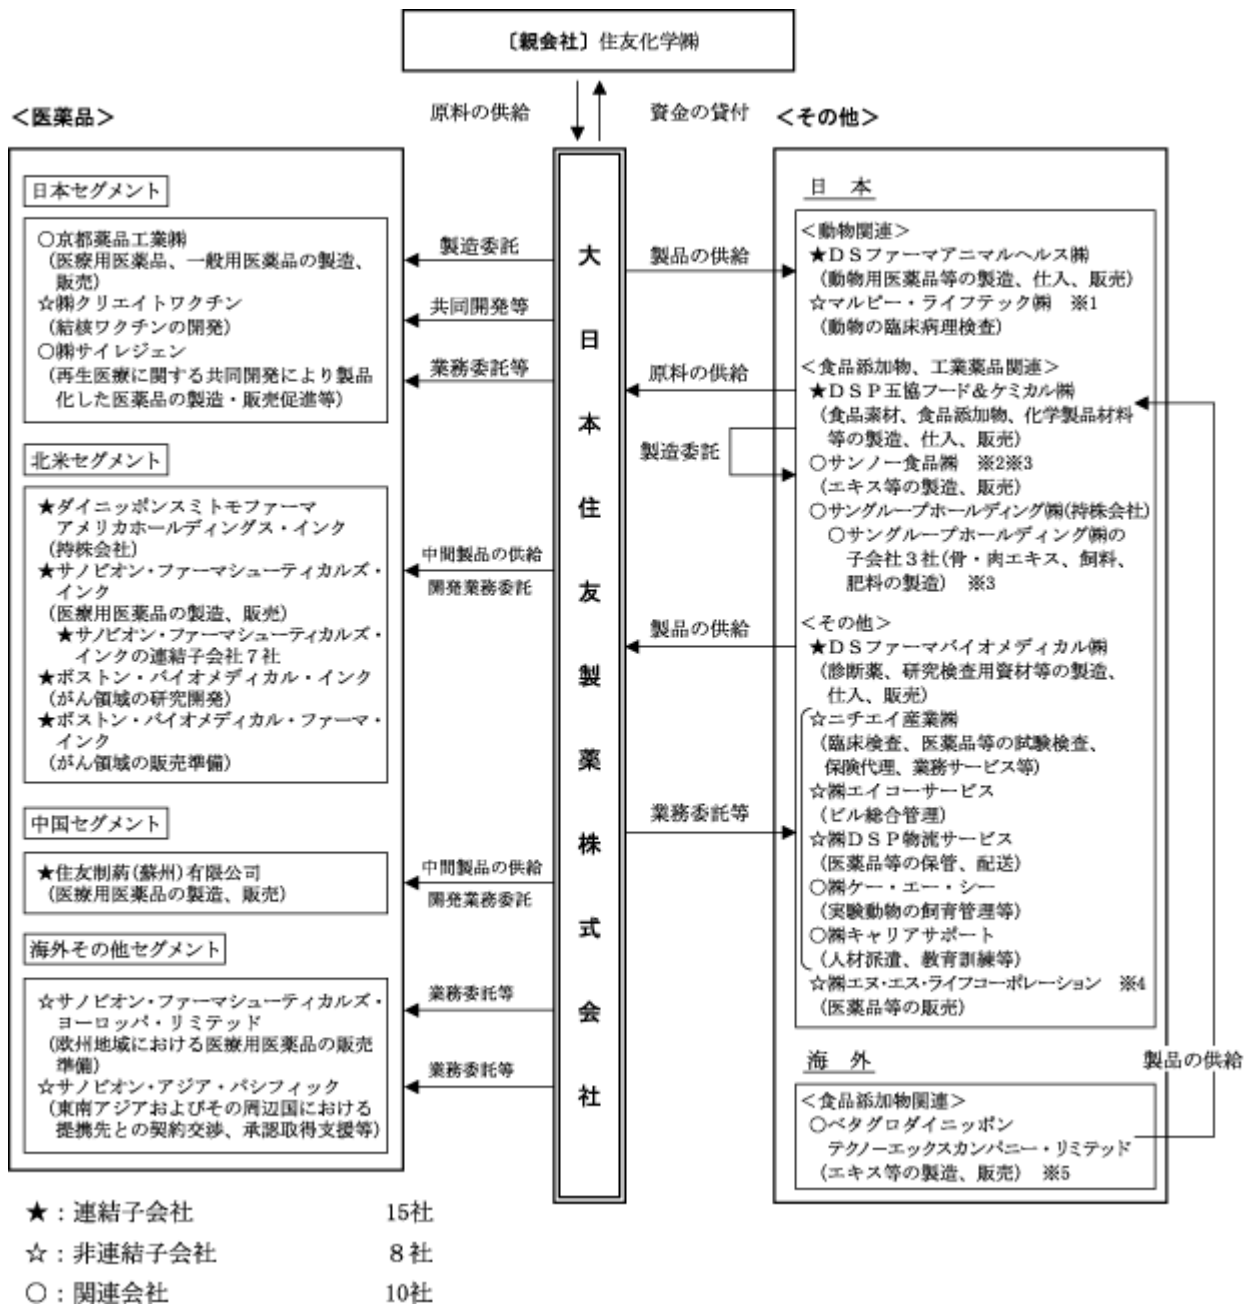 〔親会社〕住友化学㈱
原料の供給
資金の貸付
＜医薬品＞
日本セグメント
○京都薬品工業㈱
(医療用医薬品、一般用医薬品の製造、
販売)
☆㈱クリエイトワクチン
(結核ワクチンの開発)
○㈱サイレジェン
(再生医療に関する共同開発により製品
化した医薬品の製造・販売促進等)
北米セグメント
★ダイニッポンスミトモファーマ
アメリカホールディングス・インク
(持株会社)
★サノビオン・ファーマシューティカルズ・
インク
(医療用医薬品の製造、販売)
★サノビオン・ファーマシューティカルズ・
インクの連結子会社７社
★ボストン・バイオメディカル・インク
(がん領域の研究開発)
★ボストン・バイオメディカル・ファーマ・
インク
(がん領域の販売準備)
中国セグメント
★住友制葯(蘇州)有限公司
(医療用医薬品の製造、販売)
海外その他セグメント
☆サノビオン・ファーマシューティカルズ・
ヨーロッパ・リミテッド
(欧州地域における医療用医薬品の販売
準備)
☆サノビオン・アジア・パシフィック
(東南アジアおよびその周辺国における
提携先との契約交渉、承認取得支援等)
製造委託
共同開発等
業務委託等
中間製品の供給
開発業務委託
中間製品の供給
開発業務委託
業務委託等
業務委託等
大日本住友製薬株式会社
製品の供給
原料の供給
製造委託
製品の供給
業務委託等
＜その他＞
日　本
＜動物関連＞
★ＤＳファーマアニマルヘルス㈱
(動物用医薬品等の製造、仕入、販売)
☆マルピー・ライフテック㈱　※1
(動物の臨床病理検査)
＜食品添加物、工業薬品関連＞
★ＤＳＰ五協フード＆ケミカル㈱
(食品素材、食品添加物、化学製品材料
等の製造、仕入、販売)
○サンノー食品㈱　※2※3
(エキス等の製造、販売)
○サングループホールディング㈱(持株会社)
○サングループホールディング㈱の
子会社３社(骨・肉エキス、飼料、
肥料の製造)　※3
＜その他＞
★ＤＳファーマバイオメディカル㈱
(診断薬、研究検査用資材等の製造、
仕入、販売)
☆ニチエイ産業㈱
(臨床検査、医薬品等の試験検査、
保険代理、業務サービス等)
☆㈱エイコーサービス
(ビル総合管理)
☆㈱ＤＳＰ物流サービス
(医薬品等の保管、配送)
○㈱ケー・エー・シー
(実験動物の飼育管理等)
○㈱キャリアサポート
(人材派遣、教育訓練等)
☆㈱エヌ・エス・ライフコーポレーション　※4
(医薬品等の販売)
海　外
＜食品添加物関連＞
○ベタグロダイニッポン
テクノーエックスカンパニー・リミテッド
(エキス等の製造、販売)　※5
製品の供給
★：連結子会社　15社
☆：非連結子会社　８社
○：関連会社　10社